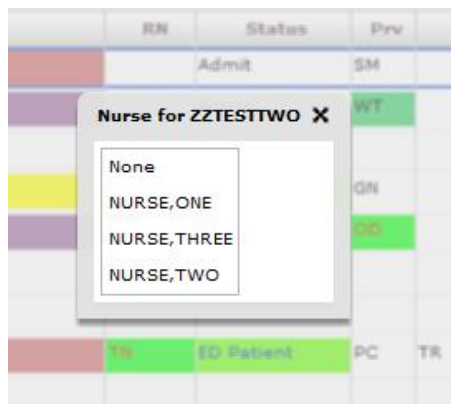 RN Status Prv
Admit SM
Nurse for ZZTESTTWO X
WT
None
NURSE,ONE
GN
NURSE,THREE
OD
NURSE,TWO
TR ED Patient PC TR